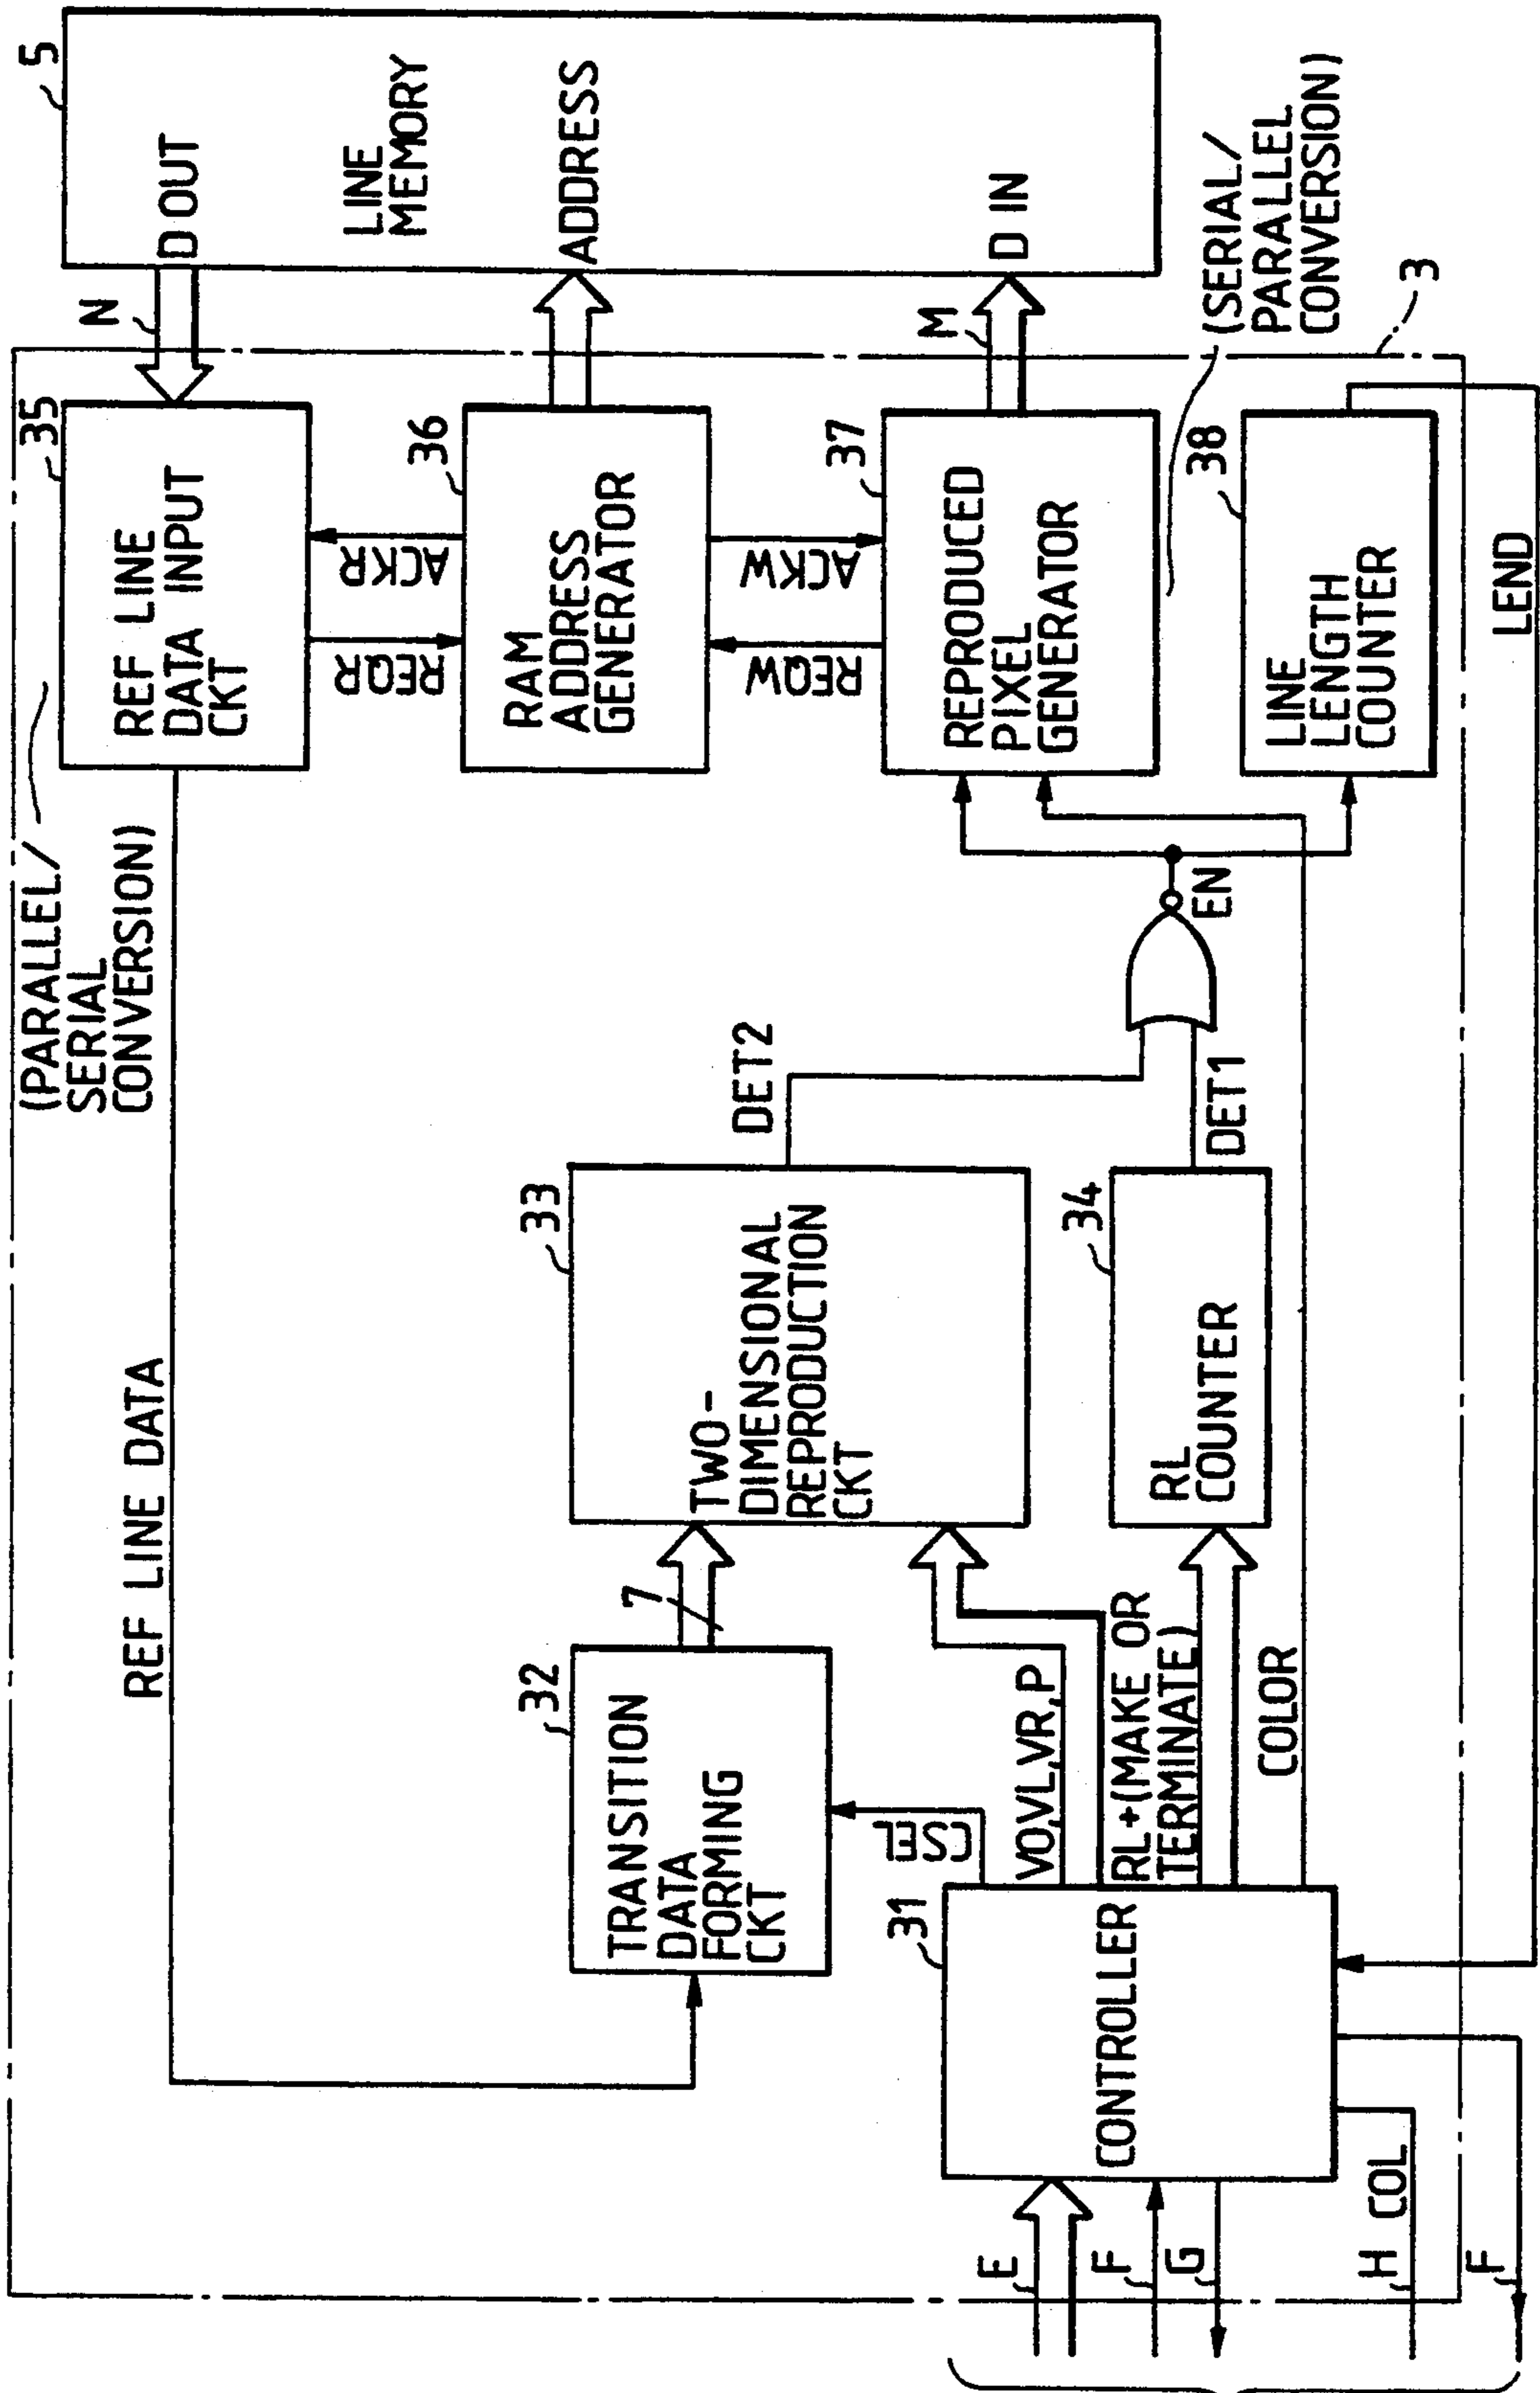 5
D OUT
LINE
MEMORY
ADDRESS
D IN
N
M
3
(SERIAL/
PARALLEL
CONVERSION)
35
REF LINE
DATA INPUT
CKT
ACKR
REQR
36
RAM
ADDRESS
GENERATOR
ACKW
REQW
37
REPRODUCED
PIXEL
GENERATOR
38
LINE
LENGTH
COUNTER
LEND
(PARALLEL/
SERIAL
CONVERSION)
EN
DET2
DET1
REF LINE DATA
33
TWO-
DIMENSIONAL
REPRODUCTION
CKT
34
RL
COUNTER
7
32
TRANSITION
DATA
FORMING
CKT
CSEL
VO,VL,VR,P
RL+(MAKE OR
TERMINATE)
COLOR
31
CONTROLLER
E
F
G
H COL
F